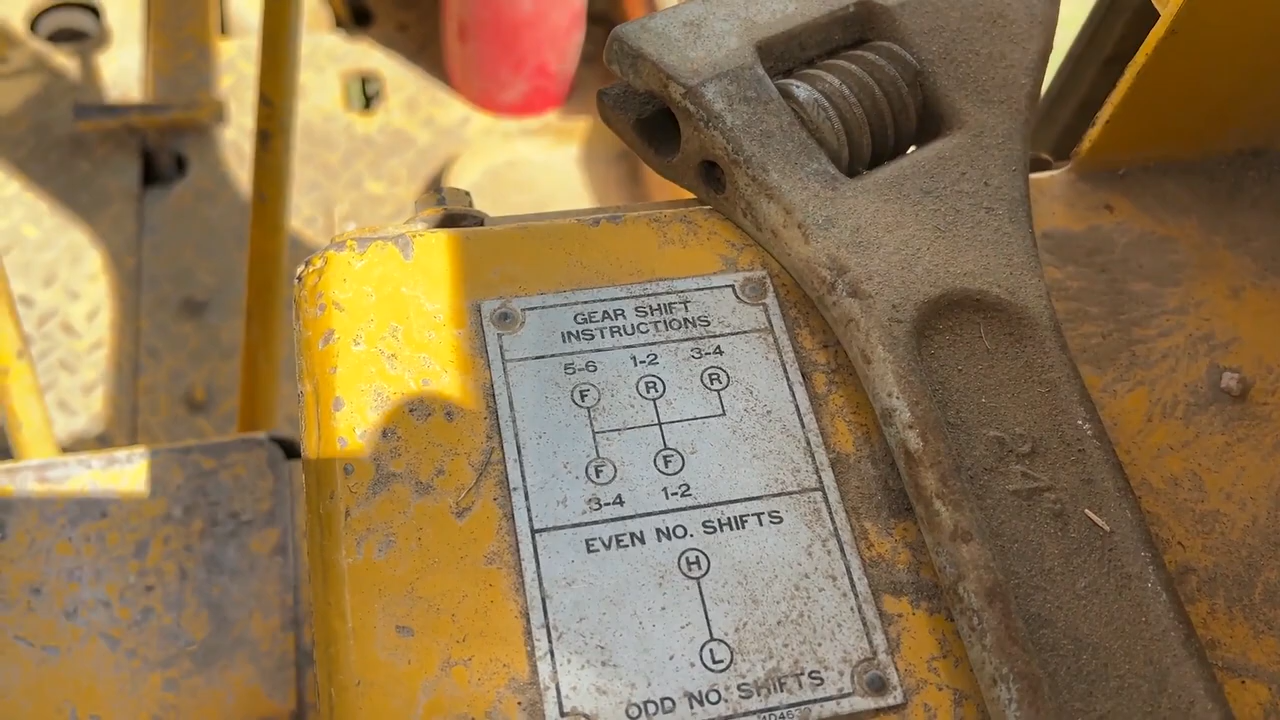 GEAR SHIFT
INSTRUCTIONS
5-6 1-2 3-4
F R R
F F
3-4 1-2
EVEN NO. SHIFTS
H
L
ODD NO. SHIFTS